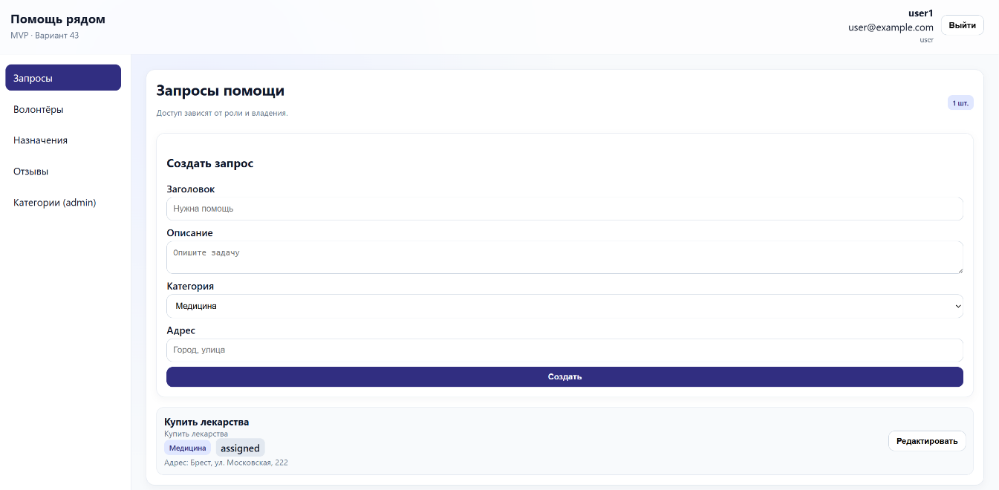 Помощь рядом
MVP · Вариант 43
user1
user@example.com
user
Выйти
Запросы
Волонтёры
Назначения
Отзывы
Категории (admin)
Запросы помощи
Доступ зависят от роли и владения.
1 шт.
Создать запрос
Заголовок
Нужна помощь
Описание
Опишите задачу
Категория
Медицина
Адрес
Город, улица
Создать
Купить лекарства
Купить лекарства
Медицина assigned
Адрес: Брест, ул. Московская, 222
Редактировать